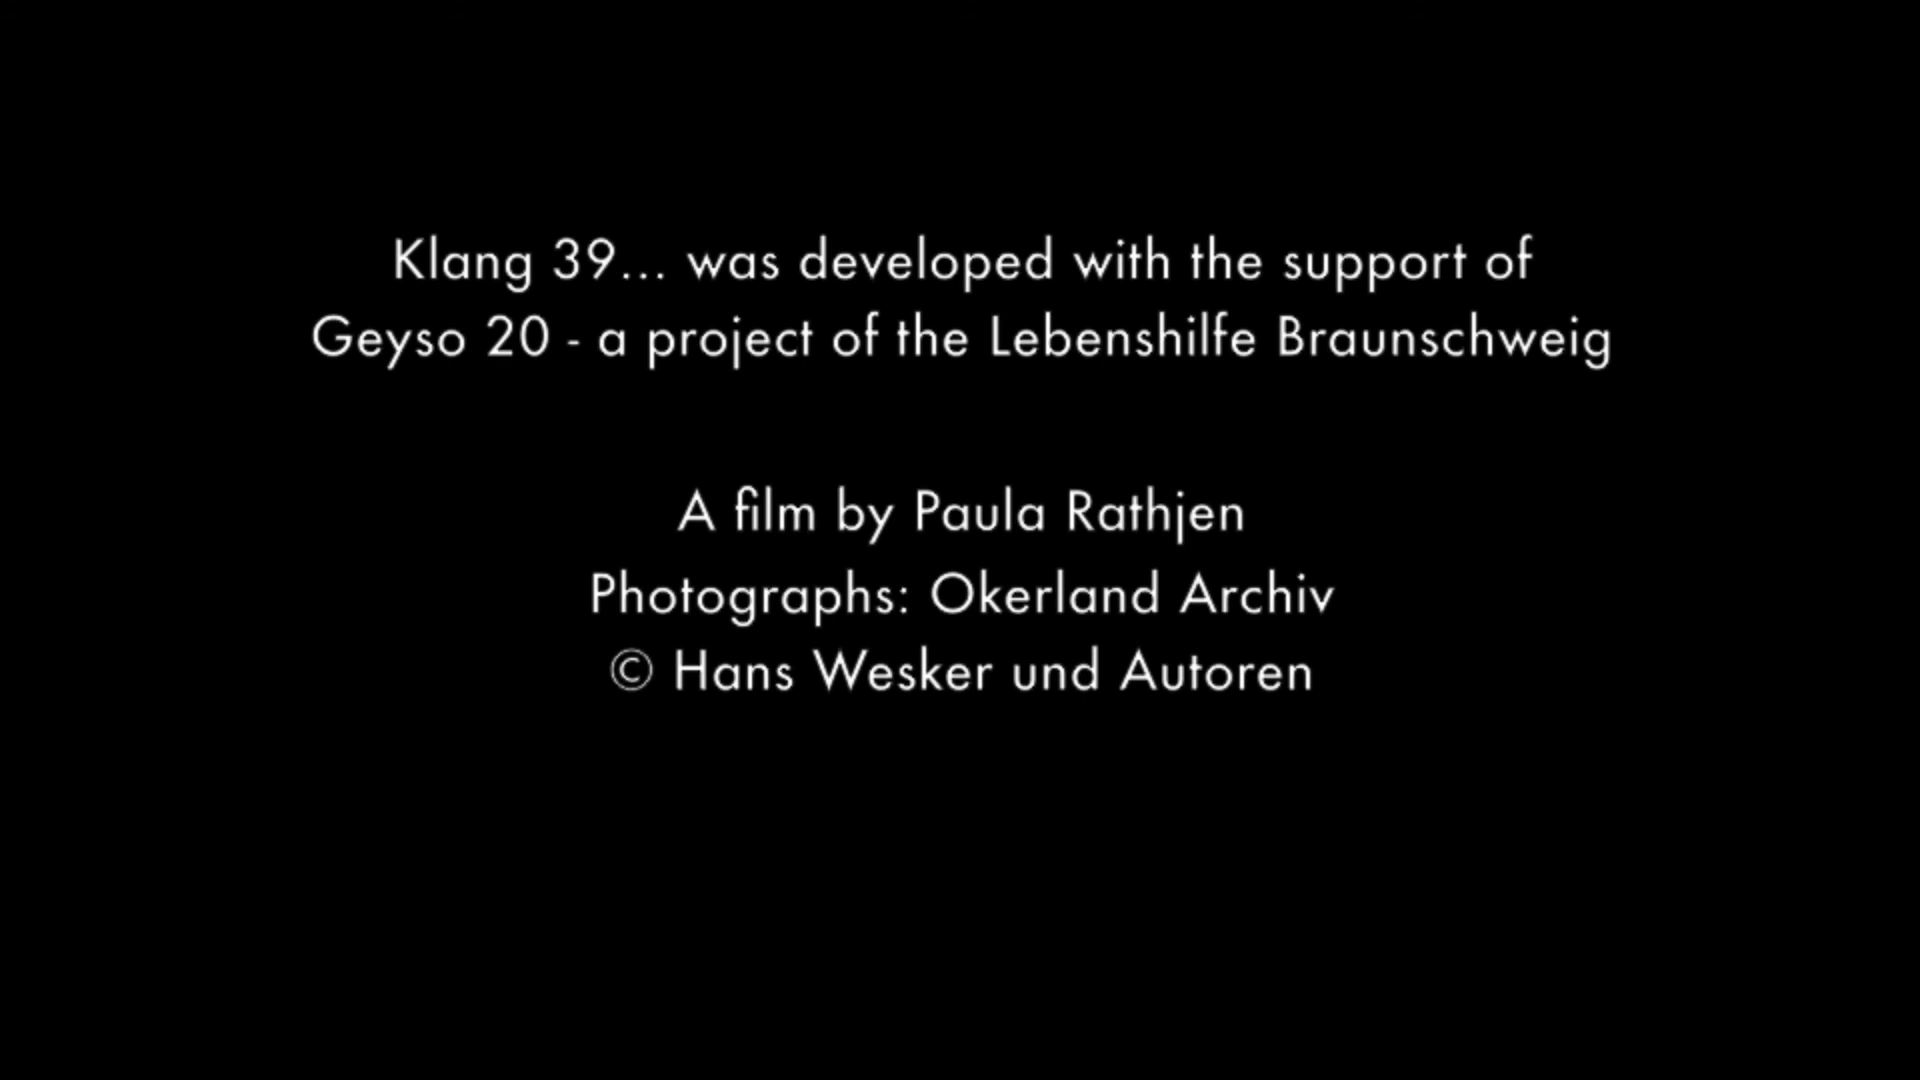 Klang 39... was developed with the support of
Geyso 20 - a project of the Lebenshilfe Braunschweig
A film by Paula Rathjen
Photographs: Okerland Archiv
© Hans Wesker und Autoren